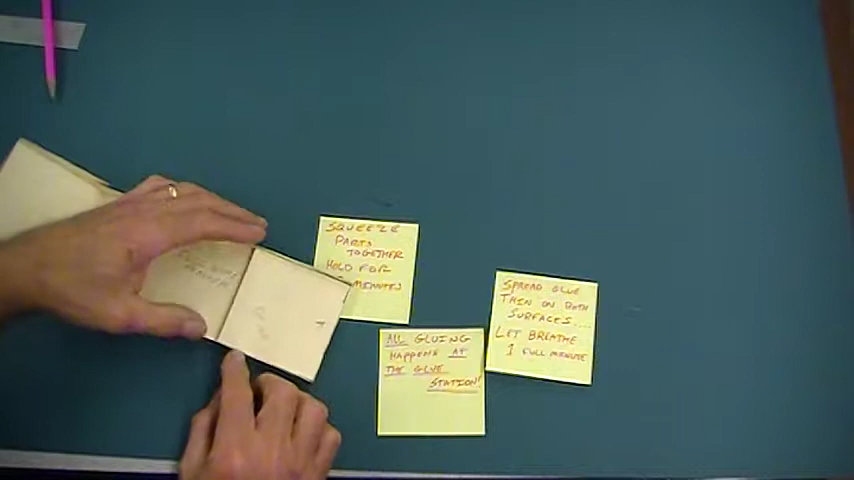 SQUEEZE
PARTS
TOGETHER
HOLD FOR
MINUTES
ALL GLUING
HAPPENS AT
THE GLUE
STATION!
SPREAD GLUE
THIN ON BOTH
SURFACES....
LET BREATHE
1 FULL MINUTE